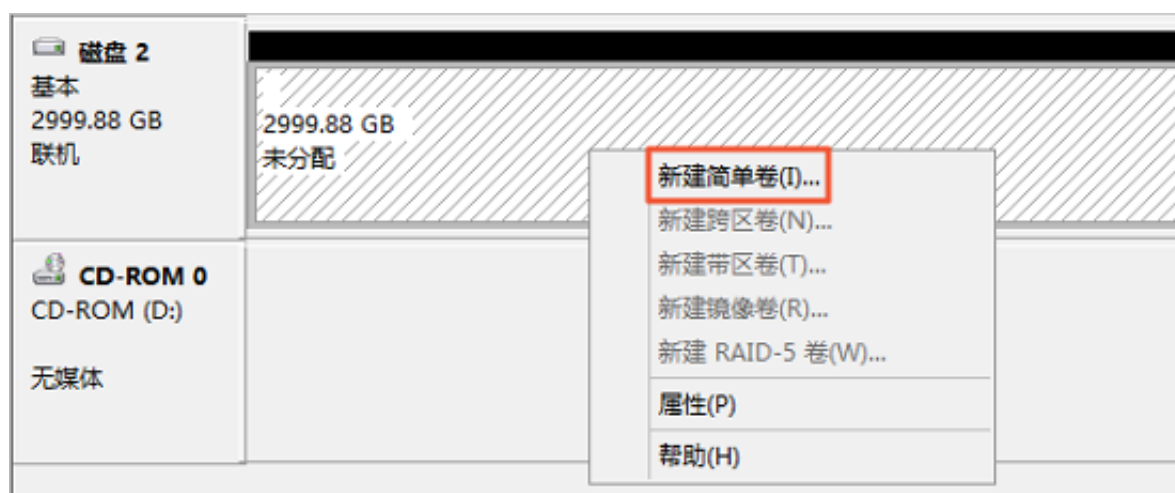 磁盘 2
基本
2999.88 GB
联机
2999.88 GB
未分配
新建简单卷(I)...
新建跨区卷(N)...
新建带区卷(T)...
新建镜像卷(R)...
新建 RAID-5 卷(W)...
属性(P)
帮助(H)
CD-ROM 0
CD-ROM (D:)
无媒体